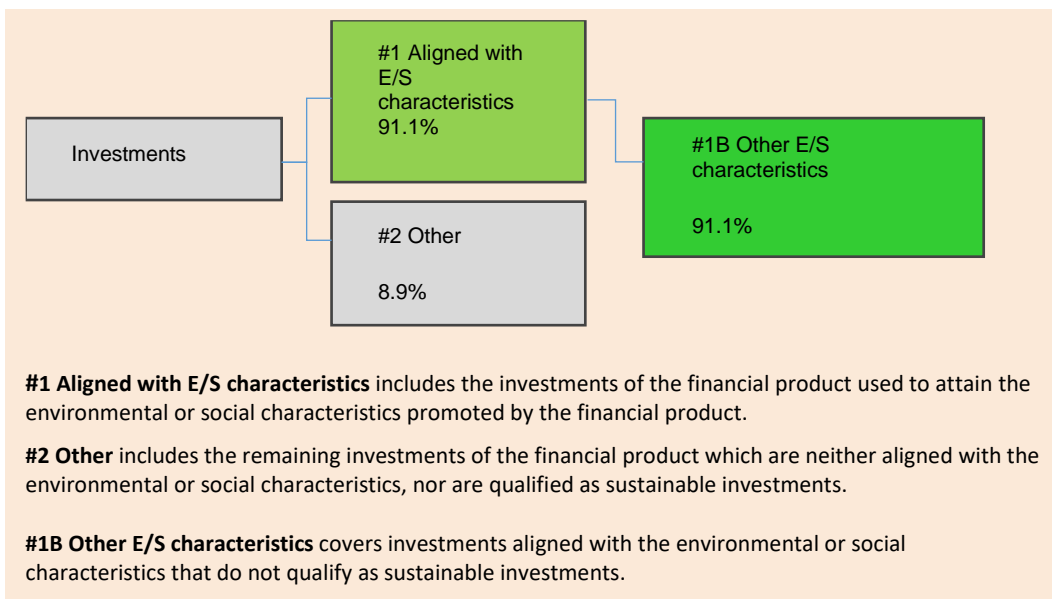 Investments
#1 Aligned with
E/S
characteristics
91.1%
#2 Other
8.9%
#1B Other E/S
characteristics
91.1%
#1 Aligned with E/S characteristics includes the investments of the financial product used to attain the
environmental or social characteristics promoted by the financial product.
#2 Other includes the remaining investments of the financial product which are neither aligned with the
environmental or social characteristics, nor are qualified as sustainable investments.
#1B Other E/S characteristics covers investments aligned with the environmental or social
characteristics that do not qualify as sustainable investments.